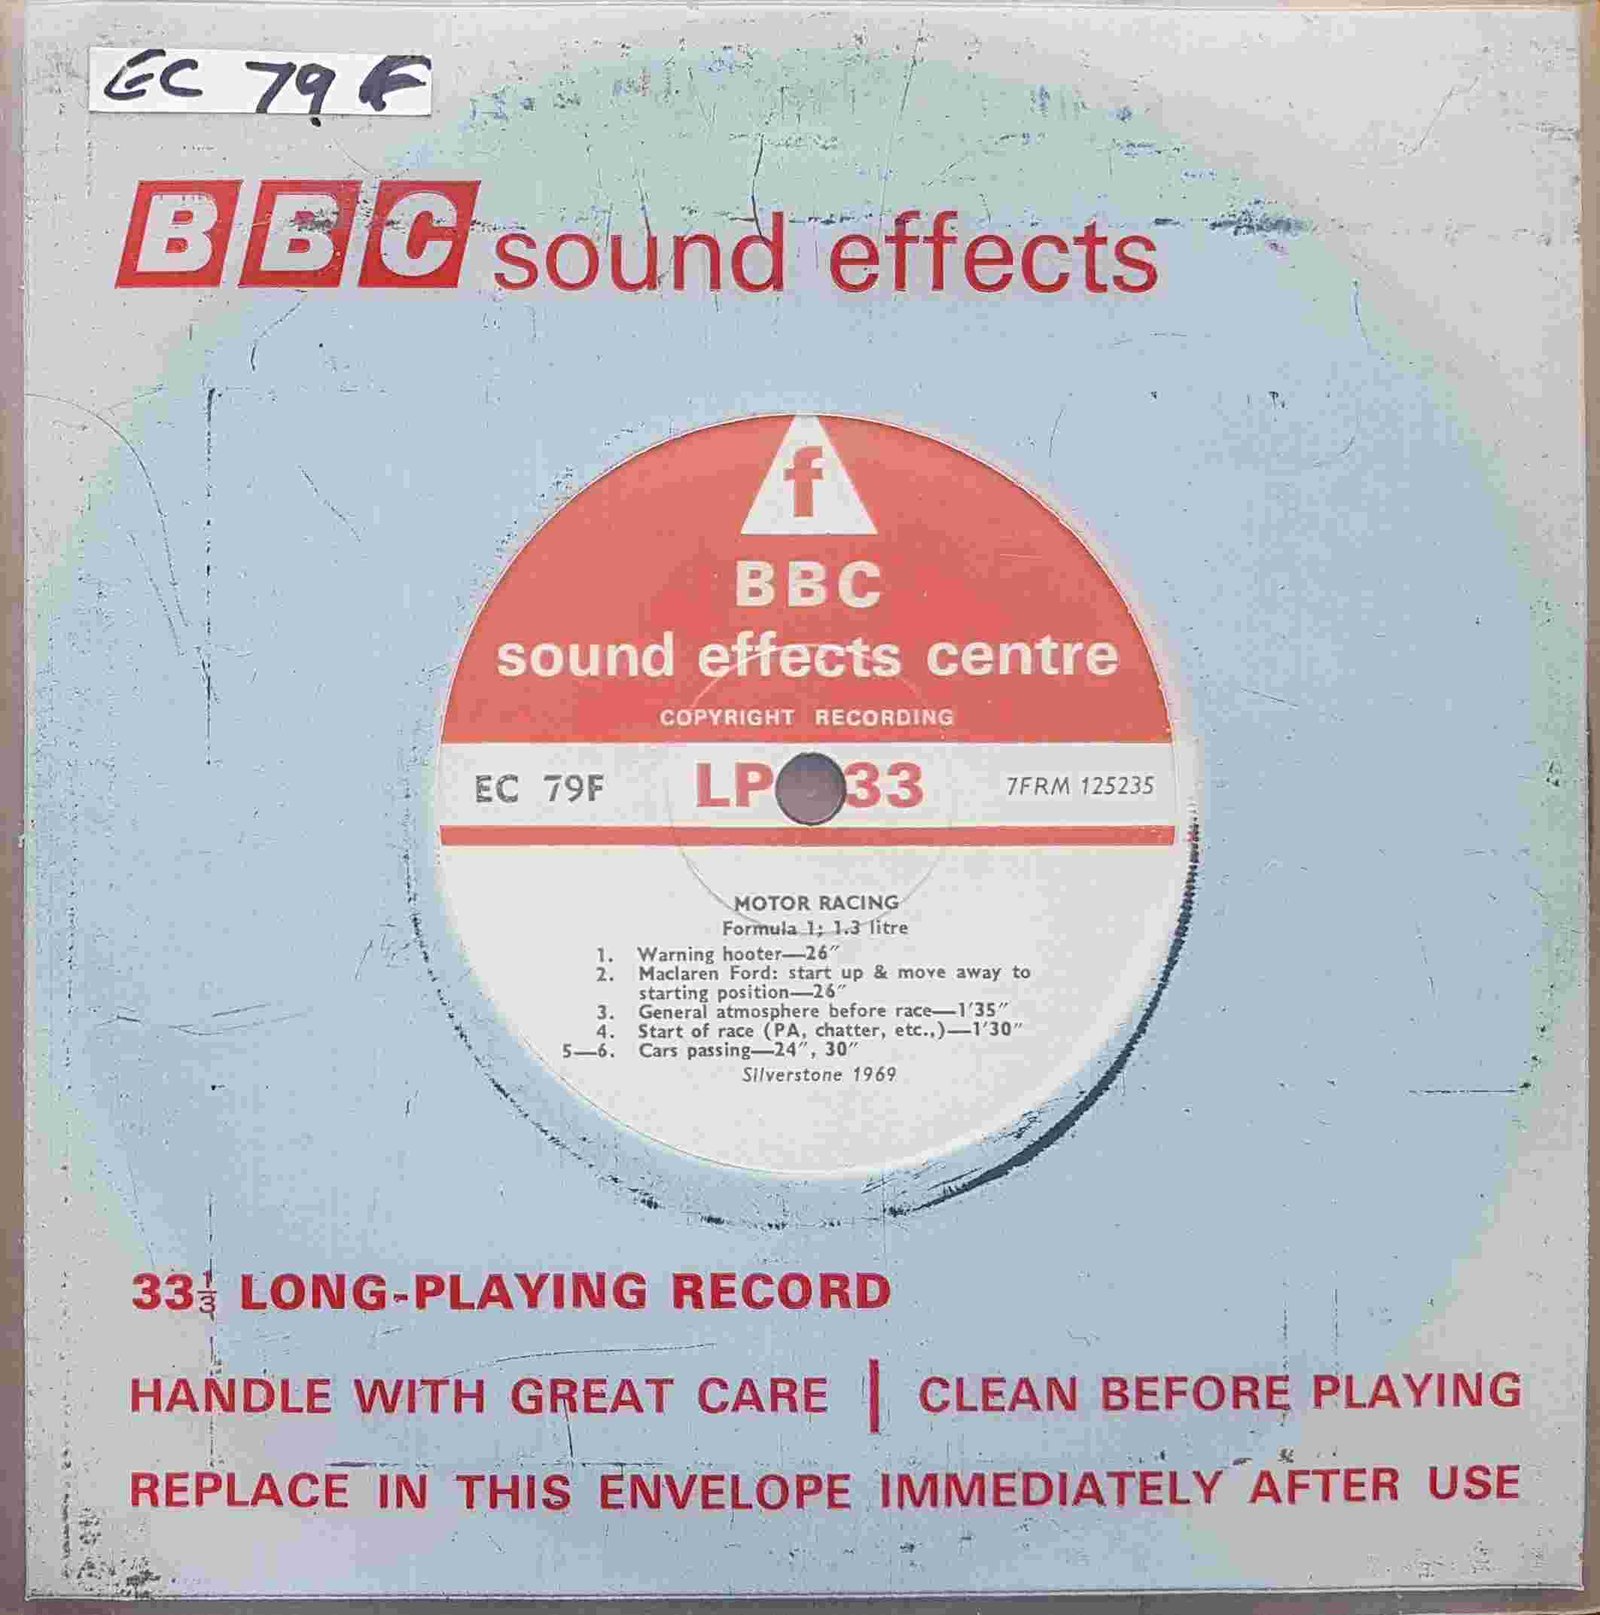 EC 79 F
BBC sound effects
f
BBC
sound effects centre
COPYRIGHT RECORDING
EC 79F LP 33 7FRM 125235
MOTOR RACING
Formula 1; 1.3 litre
1. Warning hooter—26″
2. Maclaren Ford: start up & move away to
starting position—26″
3. General atmosphere before race—1′35″
4. Start of race (PA, chatter, etc.,)—1′30″
5—6. Cars passing—24″, 30″
Silverstone 1969
33⅓ LONG-PLAYING RECORD
HANDLE WITH GREAT CARE | CLEAN BEFORE PLAYING
REPLACE IN THIS ENVELOPE IMMEDIATELY AFTER USE